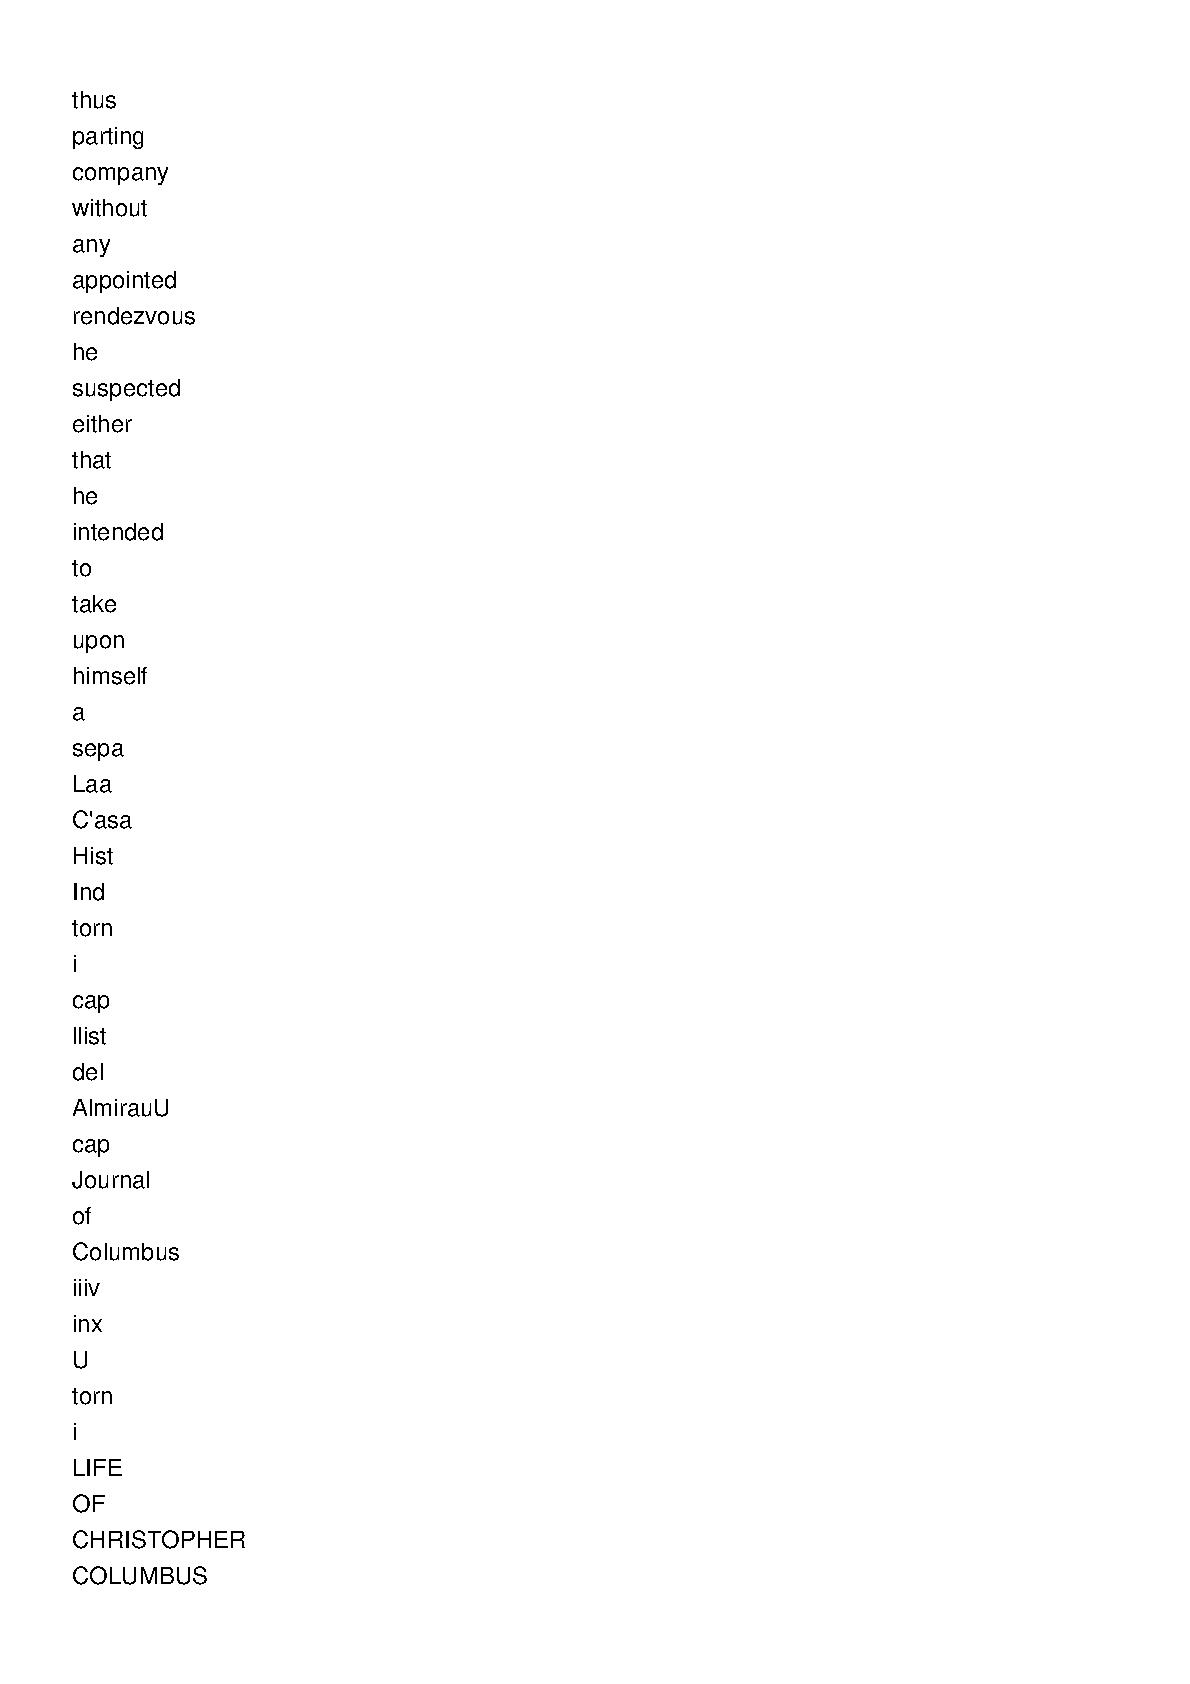 thus
parting
company
without
any
appointed
rendezvous
he
suspected
either
that
he
intended
to
take
upon
himself
a
sepa
Laa
C'asa
Hist
Ind
torn
i
cap
llist
del
AlmirauU
cap
Journal
of
Columbus
iiiv
inx
U
torn
i
LIFE
OF
CHRISTOPHER
COLUMBUS